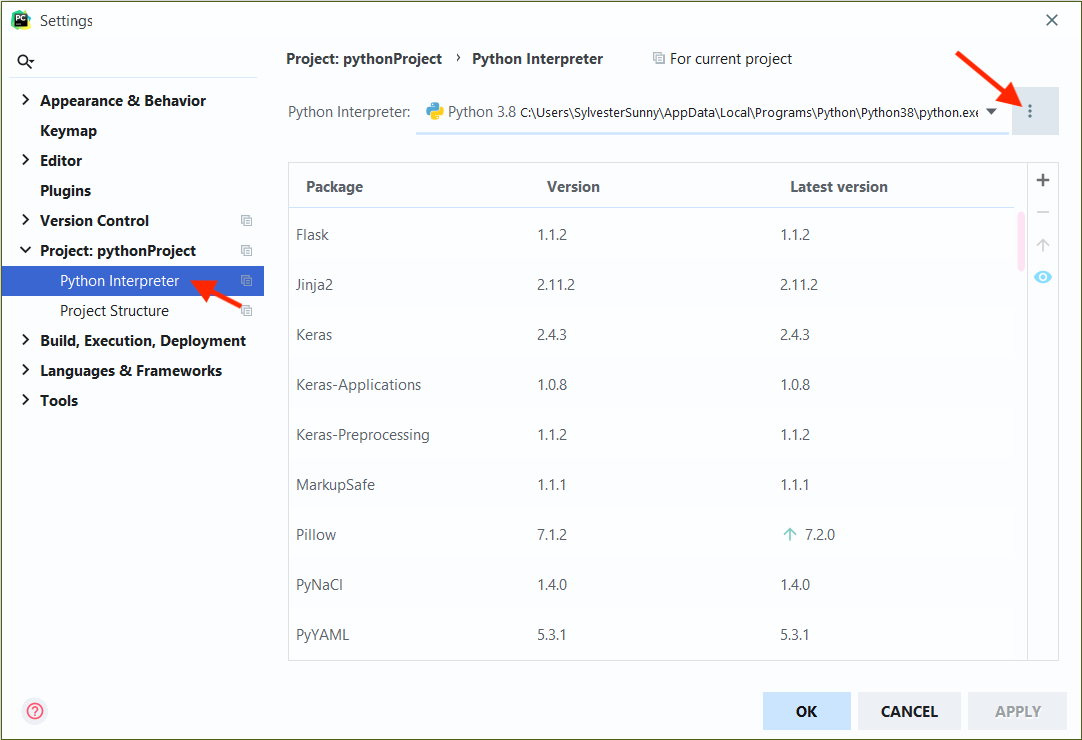 PC
Settings
Appearance & Behavior
Keymap
Editor
Plugins
Version Control
Project: pythonProject
Python Interpreter
Project Structure
Build, Execution, Deployment
Languages & Frameworks
Tools
Project: pythonProject › Python Interpreter For current project
Python Interpreter: Python 3.8 C:\Users\SylvesterSunny\AppData\Local\Programs\Python\Python38\python.exe
Package Version Latest version
Flask 1.1.2 1.1.2
Jinja2 2.11.2 2.11.2
Keras 2.4.3 2.4.3
Keras-Applications 1.0.8 1.0.8
Keras-Preprocessing 1.1.2 1.1.2
MarkupSafe 1.1.1 1.1.1
Pillow 7.1.2 7.2.0
PyNaCl 1.4.0 1.4.0
PyYAML 5.3.1 5.3.1
? OK CANCEL APPLY